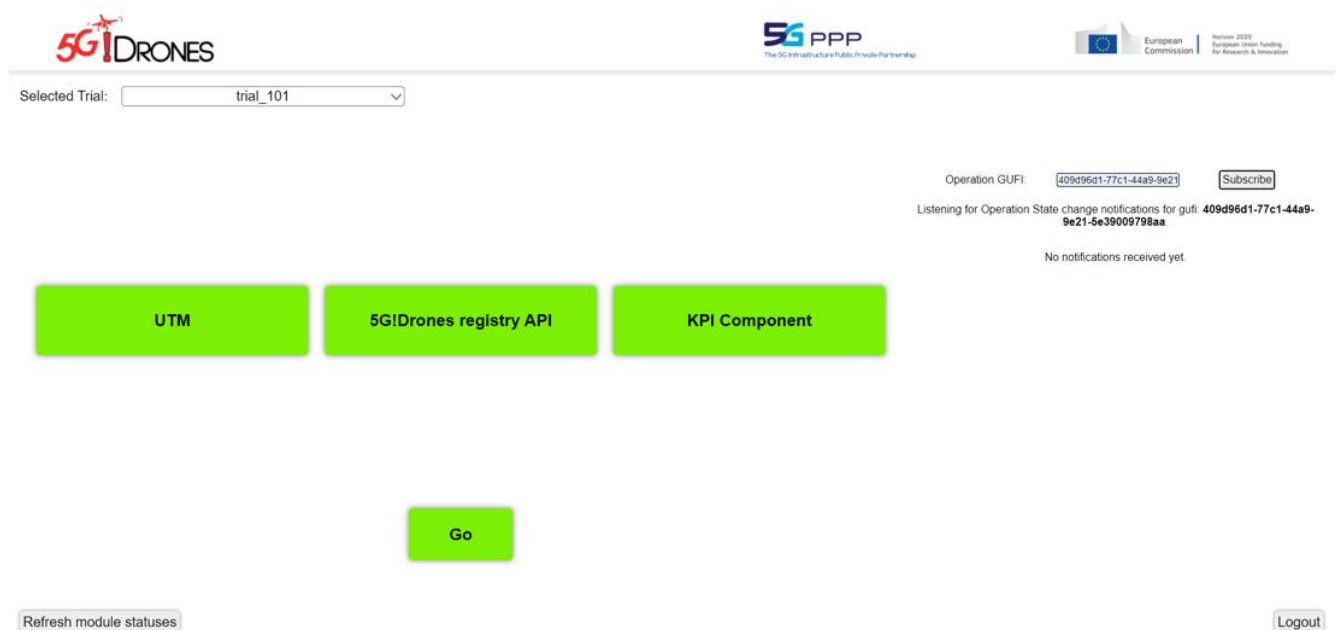 5G!DRONES
5G PPP
The 5G Infrastructure Public Private Partnership
European
Commission
Horizon 2020
European Union Funding
for Research & Innovation
Selected Trial: trial_101
Operation GUFI: 409d96d1-77c1-44a9-9e21 Subscribe
Listening for Operation State change notifications for gufi: 409d96d1-77c1-44a9-
9e21-5e39009798aa
No notifications received yet.
UTM 5G!Drones registry API KPI Component
Go
Refresh module statuses Logout